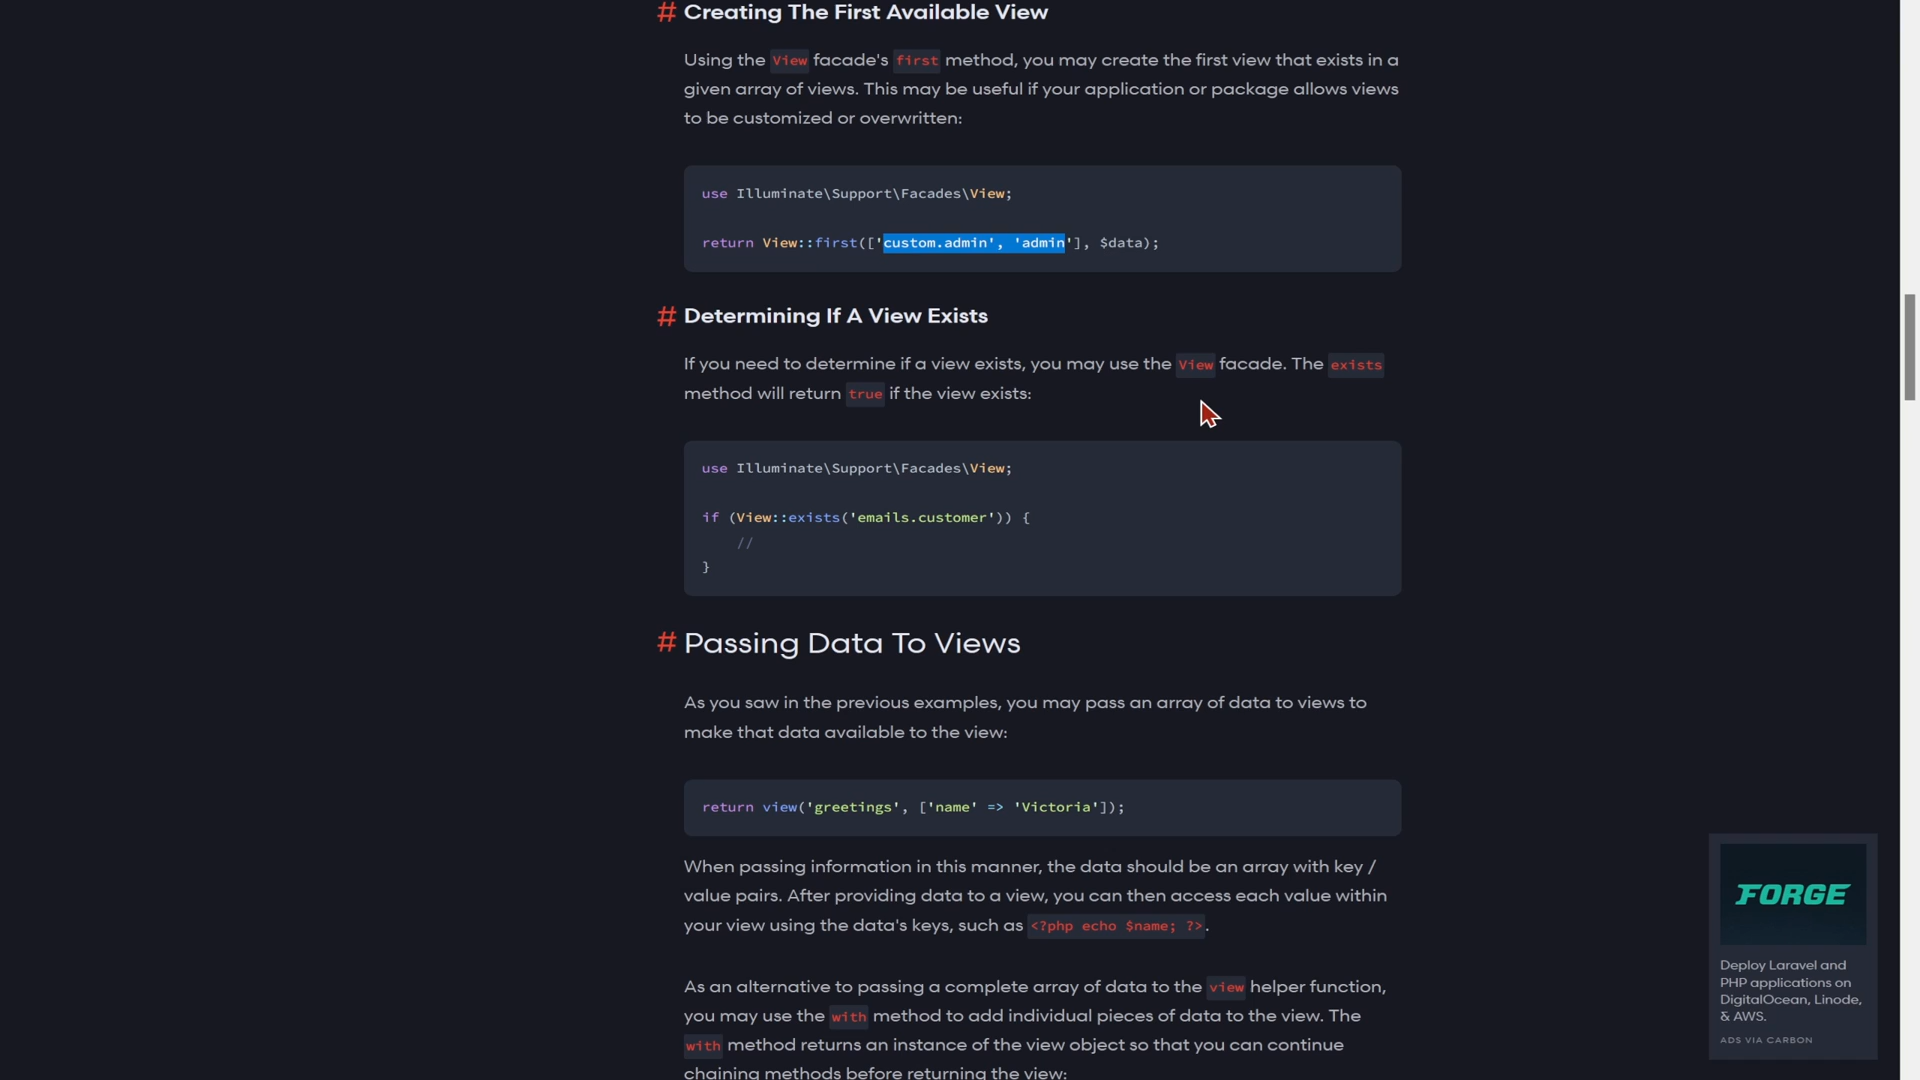 # Creating The First Available View
Using the View facade's first method, you may create the first view that exists in a
given array of views. This may be useful if your application or package allows views
to be customized or overwritten:
use Illuminate\Support\Facades\View;
return View::first(['custom.admin', 'admin'], $data);
# Determining If A View Exists
If you need to determine if a view exists, you may use the View facade. The exists
method will return true if the view exists:
use Illuminate\Support\Facades\View;
if (View::exists('emails.customer')) {
//
}
# Passing Data To Views
As you saw in the previous examples, you may pass an array of data to views to
make that data available to the view:
return view('greetings', ['name' => 'Victoria']);
When passing information in this manner, the data should be an array with key /
value pairs. After providing data to a view, you can then access each value within
your view using the data's keys, such as <?php echo $name; ?>.
As an alternative to passing a complete array of data to the view helper function,
you may use the with method to add individual pieces of data to the view. The
with method returns an instance of the view object so that you can continue
chaining methods before returning the view:
FORGE
Deploy Laravel and
PHP applications on
DigitalOcean, Linode,
& AWS.
ADS VIA CARBON